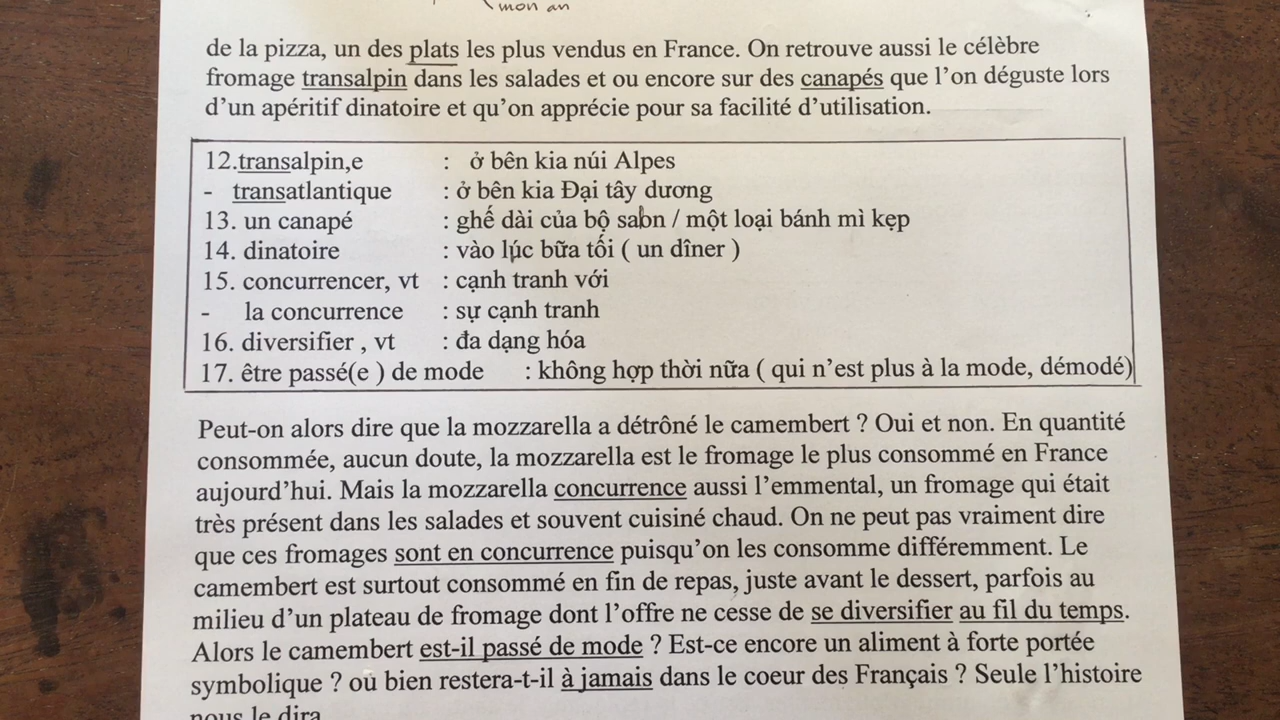 mon an
de la pizza, un des plats les plus vendus en France. On retrouve aussi le célèbre
fromage transalpin dans les salades et ou encore sur des canapés que l’on déguste lors
d’un apéritif dinatoire et qu’on apprécie pour sa facilité d’utilisation.
12.transalpin,e : ở bên kia núi Alpes
- transatlantique : ở bên kia Đại tây dương
13. un canapé : ghế dài của bộ sabn / một loại bánh mì kẹp
14. dinatoire : vào lúc bữa tối ( un dîner )
15. concurrencer, vt : cạnh tranh với
- la concurrence : sự cạnh tranh
16. diversifier , vt : đa dạng hóa
17. être passé(e ) de mode : không hợp thời nữa ( qui n’est plus à la mode, démodé)
Peut-on alors dire que la mozzarella a détrôné le camembert ? Oui et non. En quantité
consommée, aucun doute, la mozzarella est le fromage le plus consommé en France
aujourd’hui. Mais la mozzarella concurrence aussi l’emmental, un fromage qui était
très présent dans les salades et souvent cuisiné chaud. On ne peut pas vraiment dire
que ces fromages sont en concurrence puisqu’on les consomme différemment. Le
camembert est surtout consommé en fin de repas, juste avant le dessert, parfois au
milieu d’un plateau de fromage dont l’offre ne cesse de se diversifier au fil du temps.
Alors le camembert est-il passé de mode ? Est-ce encore un aliment à forte portée
symbolique ? ou bien restera-t-il à jamais dans le coeur des Français ? Seule l’histoire
nous le dira